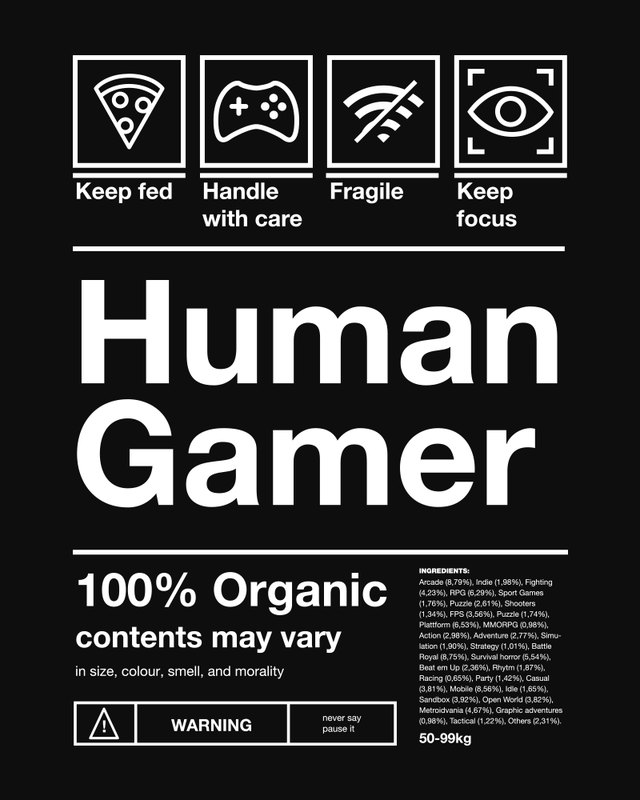 Keep fed
Handle
with care
Fragile
Keep
focus
Human
Gamer
100% Organic
contents may vary
in size, colour, smell, and morality
WARNING
never say
pause it
INGREDIENTS:
Arcade (8,79%), Indie (1,98%), Fighting
(4,23%), RPG (6,29%), Sport Games
(1,76%), Puzzle (2,61%), Shooters
(1,34%), FPS (3,56%), Puzzle (1,74%),
Plattform (6,53%), MMORPG (0,98%),
Action (2,98%), Adventure (2,77%), Simu-
lation (1,90%), Strategy (1,01%), Battle
Royal (8,75%), Survival horror (5,54%),
Beat em Up (2,36%), Rhytm (1,87%),
Racing (0,65%), Party (1,42%), Casual
(3,81%), Mobile (8,56%), Idle (1,65%),
Sandbox (3,92%), Open World (3,82%),
Metroidvania (4,67%), Graphic adventures
(0,98%), Tactical (1,22%), Others (2,31%).
50-99kg